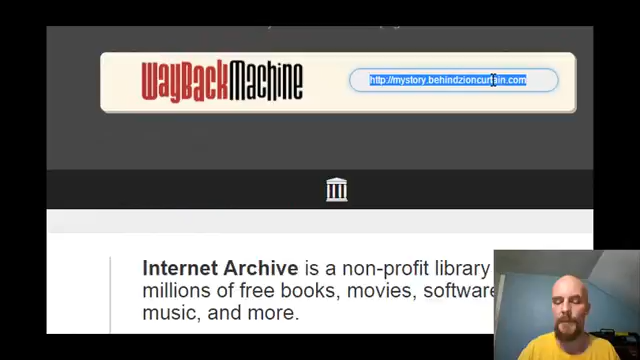 WayBackMachine
http://mystory.behindzioncurtain.com
Internet Archive is a non-profit library
millions of free books, movies, software
music, and more.